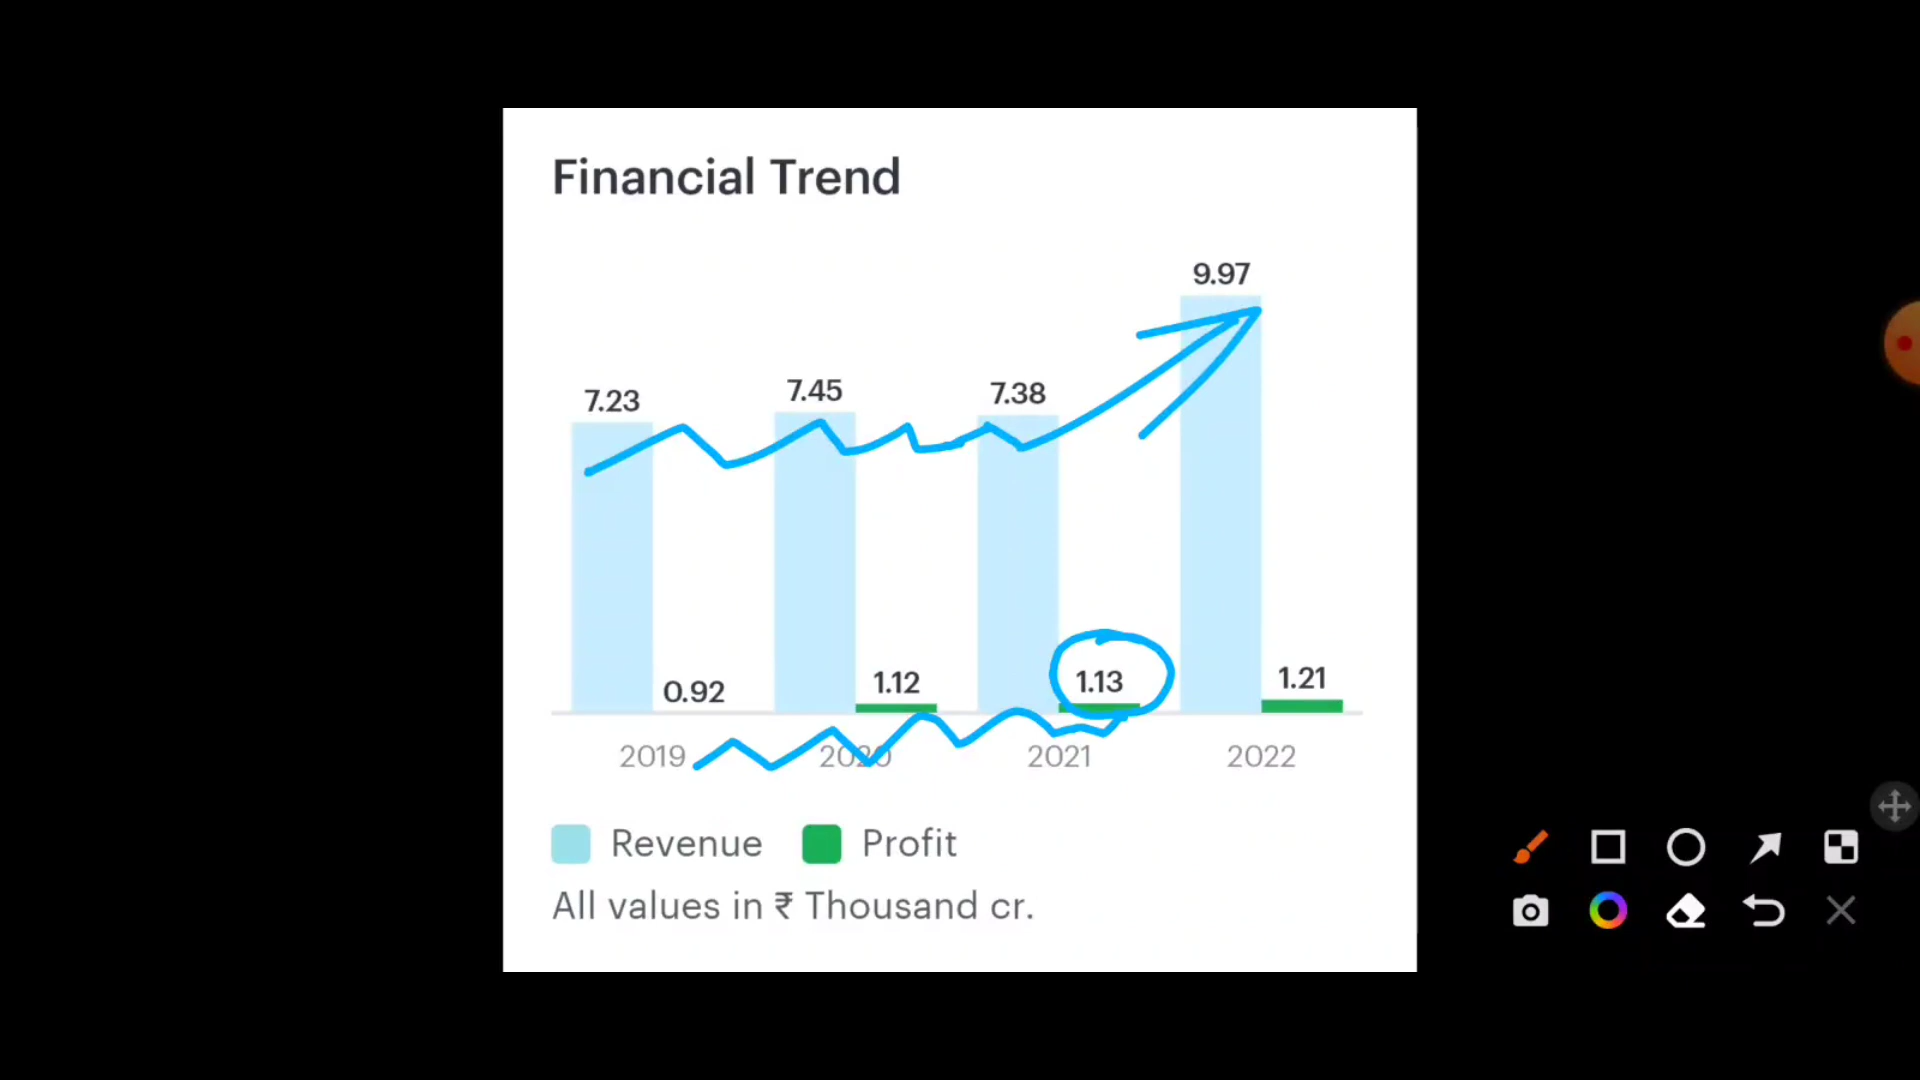 Financial Trend
9.97
7.23 7.45 7.38
0.92 1.12 1.13 1.21
2019 2020 2021 2022
Revenue Profit
All values in ₹ Thousand cr.